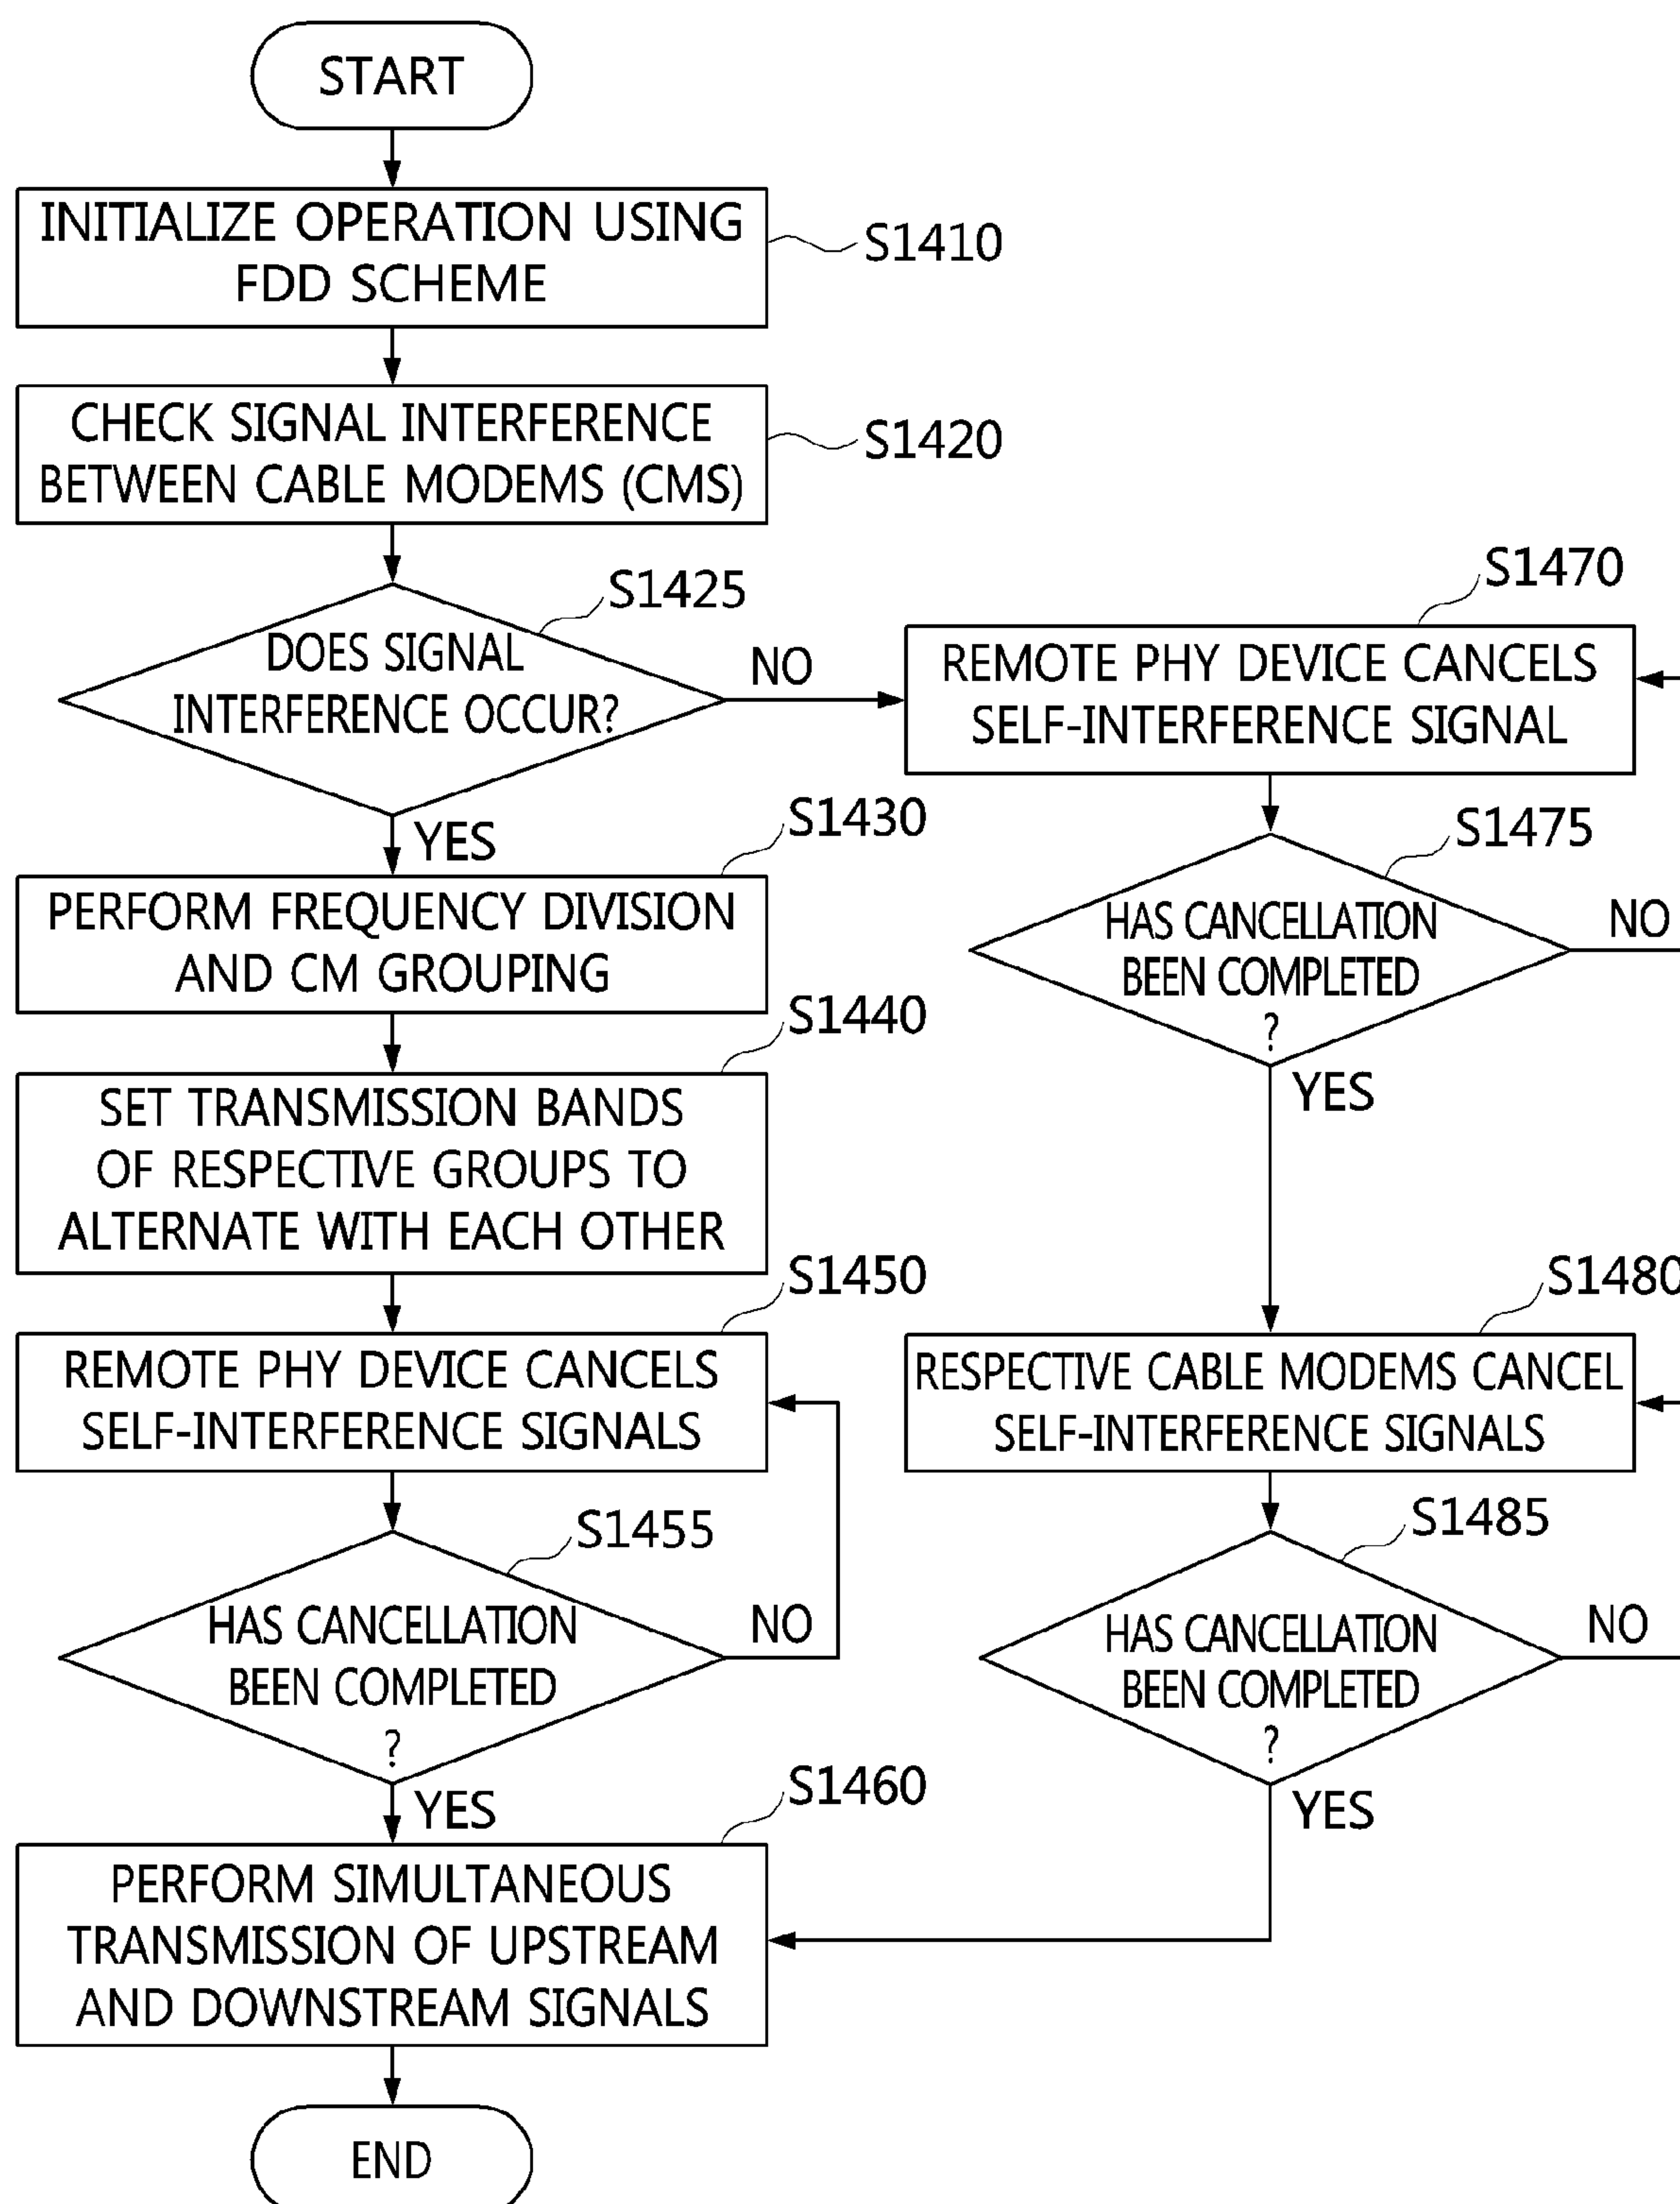 START
INITIALIZE OPERATION USING
FDD SCHEME
S1410
CHECK SIGNAL INTERFERENCE
BETWEEN CABLE MODEMS (CMS)
S1420
S1425
DOES SIGNAL
INTERFERENCE OCCUR?
NO
YES
S1430
PERFORM FREQUENCY DIVISION
AND CM GROUPING
S1440
SET TRANSMISSION BANDS
OF RESPECTIVE GROUPS TO
ALTERNATE WITH EACH OTHER
S1450
REMOTE PHY DEVICE CANCELS
SELF-INTERFERENCE SIGNALS
S1455
HAS CANCELLATION
BEEN COMPLETED
?
NO
YES
S1460
PERFORM SIMULTANEOUS
TRANSMISSION OF UPSTREAM
AND DOWNSTREAM SIGNALS
END
S1470
REMOTE PHY DEVICE CANCELS
SELF-INTERFERENCE SIGNAL
S1475
HAS CANCELLATION
BEEN COMPLETED
?
NO
YES
S1480
RESPECTIVE CABLE MODEMS CANCEL
SELF-INTERFERENCE SIGNALS
S1485
HAS CANCELLATION
BEEN COMPLETED
?
NO
YES